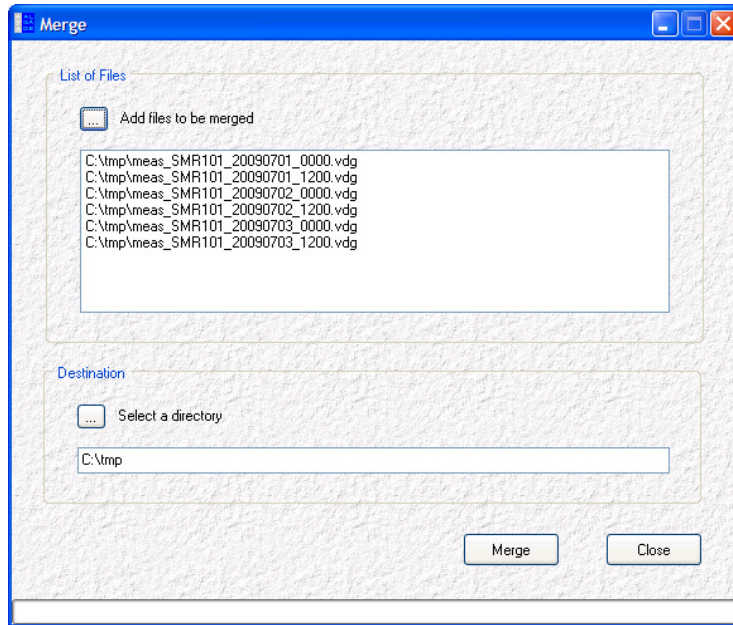 Merge
List of Files
... Add files to be merged
C:\tmp\meas_SMR101_20090701_0000.vdg
C:\tmp\meas_SMR101_20090701_1200.vdg
C:\tmp\meas_SMR101_20090702_0000.vdg
C:\tmp\meas_SMR101_20090702_1200.vdg
C:\tmp\meas_SMR101_20090703_0000.vdg
C:\tmp\meas_SMR101_20090703_1200.vdg
Destination
... Select a directory
C:\tmp
Merge Close